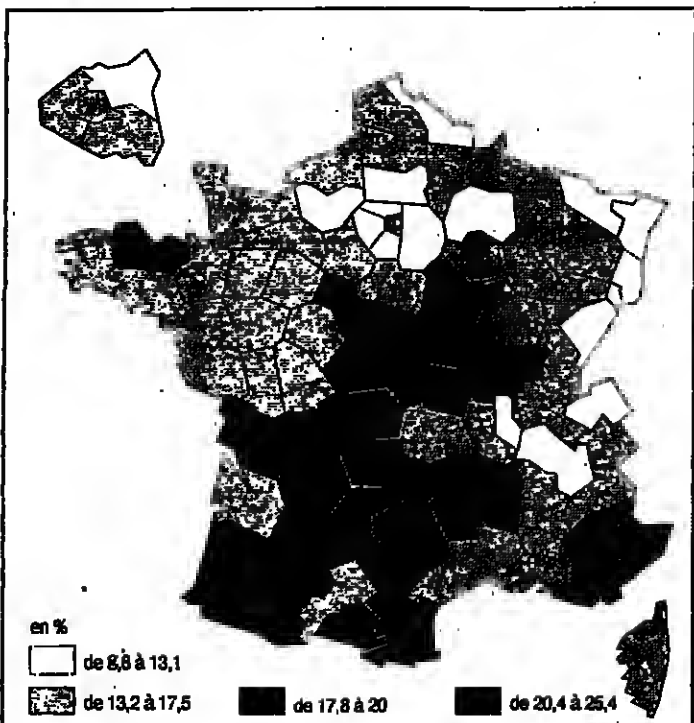 en %
de 8,8 à 13,1
de 13,2 à 17,5
de 17,8 à 20
de 20,4 à 25,4